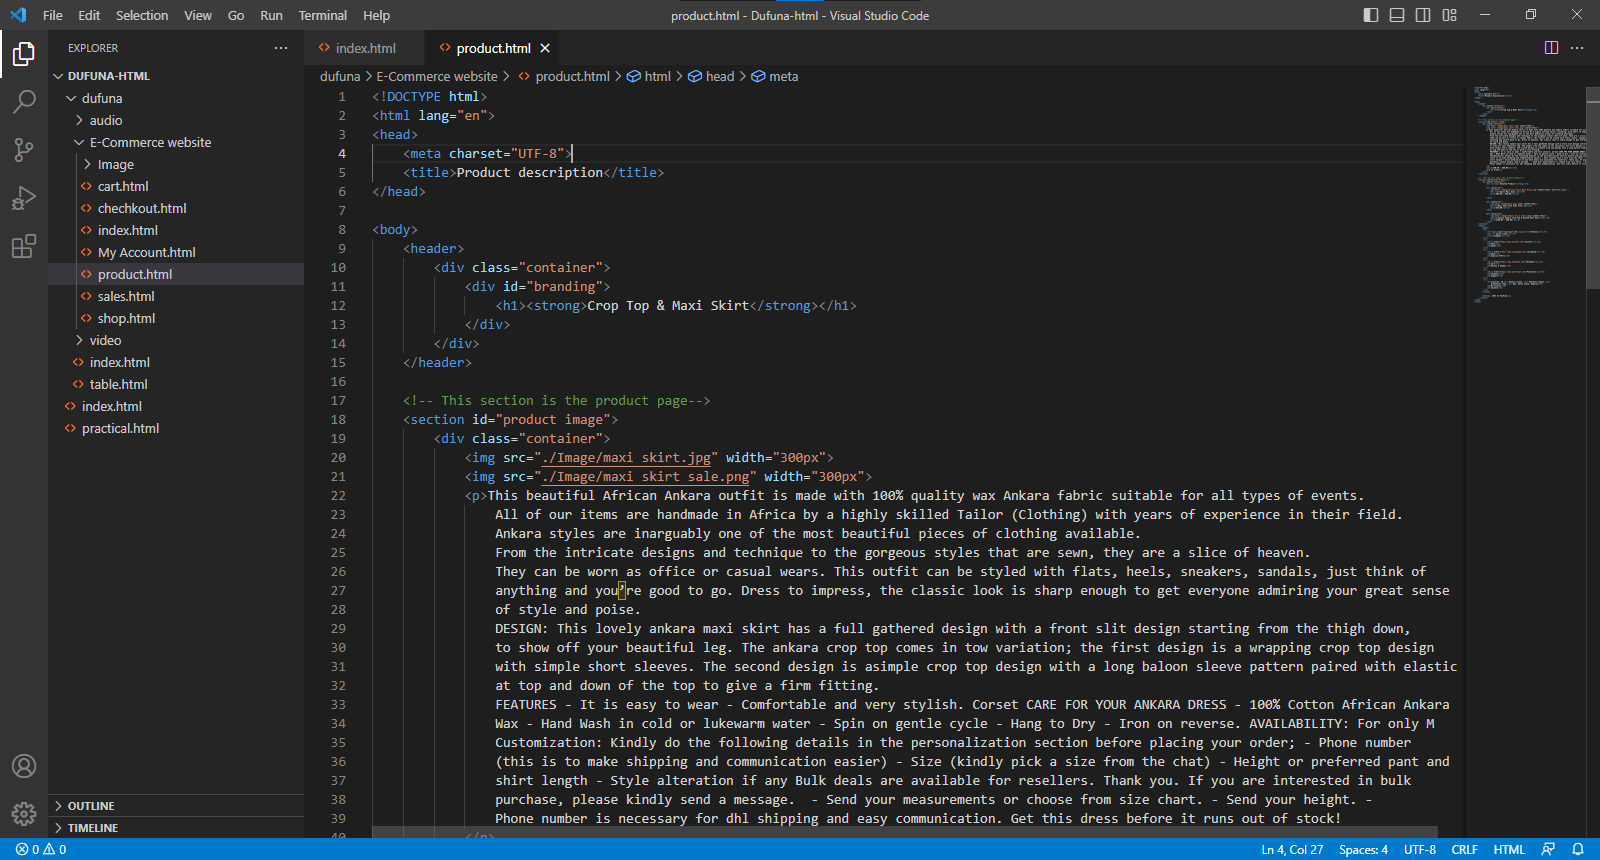 File Edit Selection View Go Run Terminal Help
product.html - Dufuna-html - Visual Studio Code
EXPLORER
DUFUNA-HTML
dufuna
audio
E-Commerce website
Image
cart.html
chechkout.html
index.html
My Account.html
product.html
sales.html
shop.html
video
index.html
table.html
index.html
practical.html
OUTLINE
TIMELINE
index.html product.html
dufuna > E-Commerce website > product.html > html > head > meta
1 <!DOCTYPE html>
2 <html lang="en">
3 <head>
4 <meta charset="UTF-8">
5 <title>Product description</title>
6 </head>
7
8 <body>
9 <header>
10 <div class="container">
11 <div id="branding">
12 <h1><strong>Crop Top & Maxi Skirt</strong></h1>
13 </div>
14 </div>
15 </header>
16
17 <!-- This section is the product page-->
18 <section id="product image">
19 <div class="container">
20 <img src="./Image/maxi skirt.jpg" width="300px">
21 <img src="./Image/maxi skirt sale.png" width="300px">
22 <p>This beautiful African Ankara outfit is made with 100% quality wax Ankara fabric suitable for all types of events.
23 All of our items are handmade in Africa by a highly skilled Tailor (Clothing) with years of experience in their field.
24 Ankara styles are inarguably one of the most beautiful pieces of clothing available.
25 From the intricate designs and technique to the gorgeous styles that are sewn, they are a slice of heaven.
26 They can be worn as office or casual wears. This outfit can be styled with flats, heels, sneakers, sandals, just think of
27 anything and you’re good to go. Dress to impress, the classic look is sharp enough to get everyone admiring your great sense
28 of style and poise.
29 DESIGN: This lovely ankara maxi skirt has a full gathered design with a front slit design starting from the thigh down,
30 to show off your beautiful leg. The ankara crop top comes in tow variation; the first design is a wrapping crop top design
31 with simple short sleeves. The second design is asimple crop top design with a long baloon sleeve pattern paired with elastic
32 at top and down of the top to give a firm fitting.
33 FEATURES - It is easy to wear - Comfortable and very stylish. Corset CARE FOR YOUR ANKARA DRESS - 100% Cotton African Ankara
34 Wax - Hand Wash in cold or lukewarm water - Spin on gentle cycle - Hang to Dry - Iron on reverse. AVAILABILITY: For only M
35 Customization: Kindly do the following details in the personalization section before placing your order; - Phone number
36 (this is to make shipping and communication easier) - Size (kindly pick a size from the chat) - Height or preferred pant and
37 shirt length - Style alteration if any Bulk deals are available for resellers. Thank you. If you are interested in bulk
38 purchase, please kindly send a message.  - Send your measurements or choose from size chart. - Send your height. -
39 Phone number is necessary for dhl shipping and easy communication. Get this dress before it runs out of stock!
40 </p>
0 0 Ln 4, Col 27 Spaces: 4 UTF-8 CRLF HTML